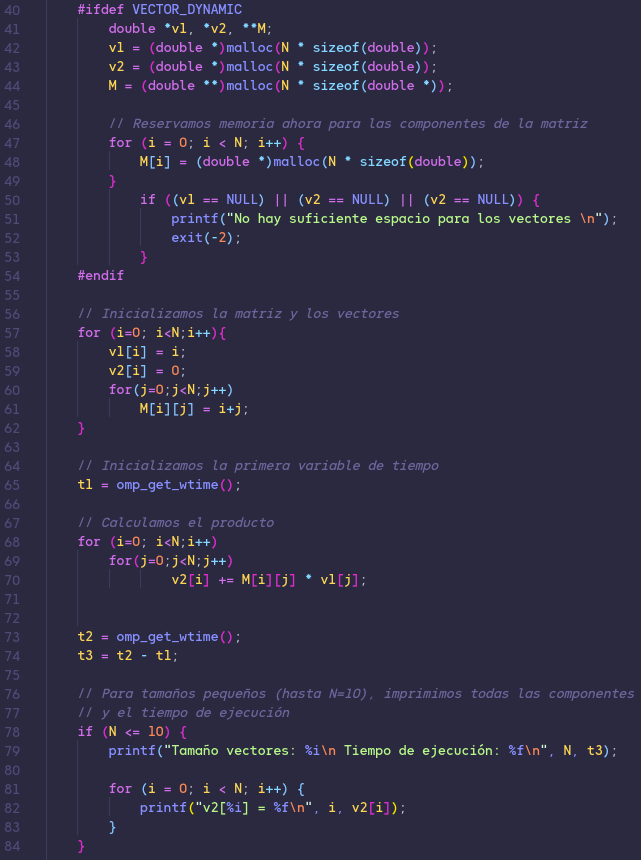 40 #ifdef VECTOR_DYNAMIC
41 double *v1, *v2, **M;
42 v1 = (double *)malloc(N * sizeof(double));
43 v2 = (double *)malloc(N * sizeof(double));
44 M = (double **)malloc(N * sizeof(double *));
45
46 // Reservamos memoria ahora para las componentes de la matriz
47 for (i = 0; i < N; i++) {
48 M[i] = (double *)malloc(N * sizeof(double));
49 }
50 if ((v1 == NULL) || (v2 == NULL) || (v2 == NULL)) {
51 printf("No hay suficiente espacio para los vectores \n");
52 exit(-2);
53 }
54 #endif
55
56 // Inicializamos la matriz y los vectores
57 for (i=0; i<N;i++){
58 v1[i] = i;
59 v2[i] = 0;
60 for(j=0;j<N;j++)
61 M[i][j] = i+j;
62 }
63
64 // Inicializamos la primera variable de tiempo
65 t1 = omp_get_wtime();
66
67 // Calculamos el producto
68 for (i=0; i<N;i++)
69 for(j=0;j<N;j++)
70 v2[i] += M[i][j] * v1[j];
71
72
73 t2 = omp_get_wtime();
74 t3 = t2 - t1;
75
76 // Para tamaños pequeños (hasta N=10), imprimimos todas las componentes
77 // y el tiempo de ejecución
78 if (N <= 10) {
79 printf("Tamaño vectores: %i\n Tiempo de ejecución: %f\n", N, t3);
80
81 for (i = 0; i < N; i++) {
82 printf("v2[%i] = %f\n", i, v2[i]);
83 }
84 }